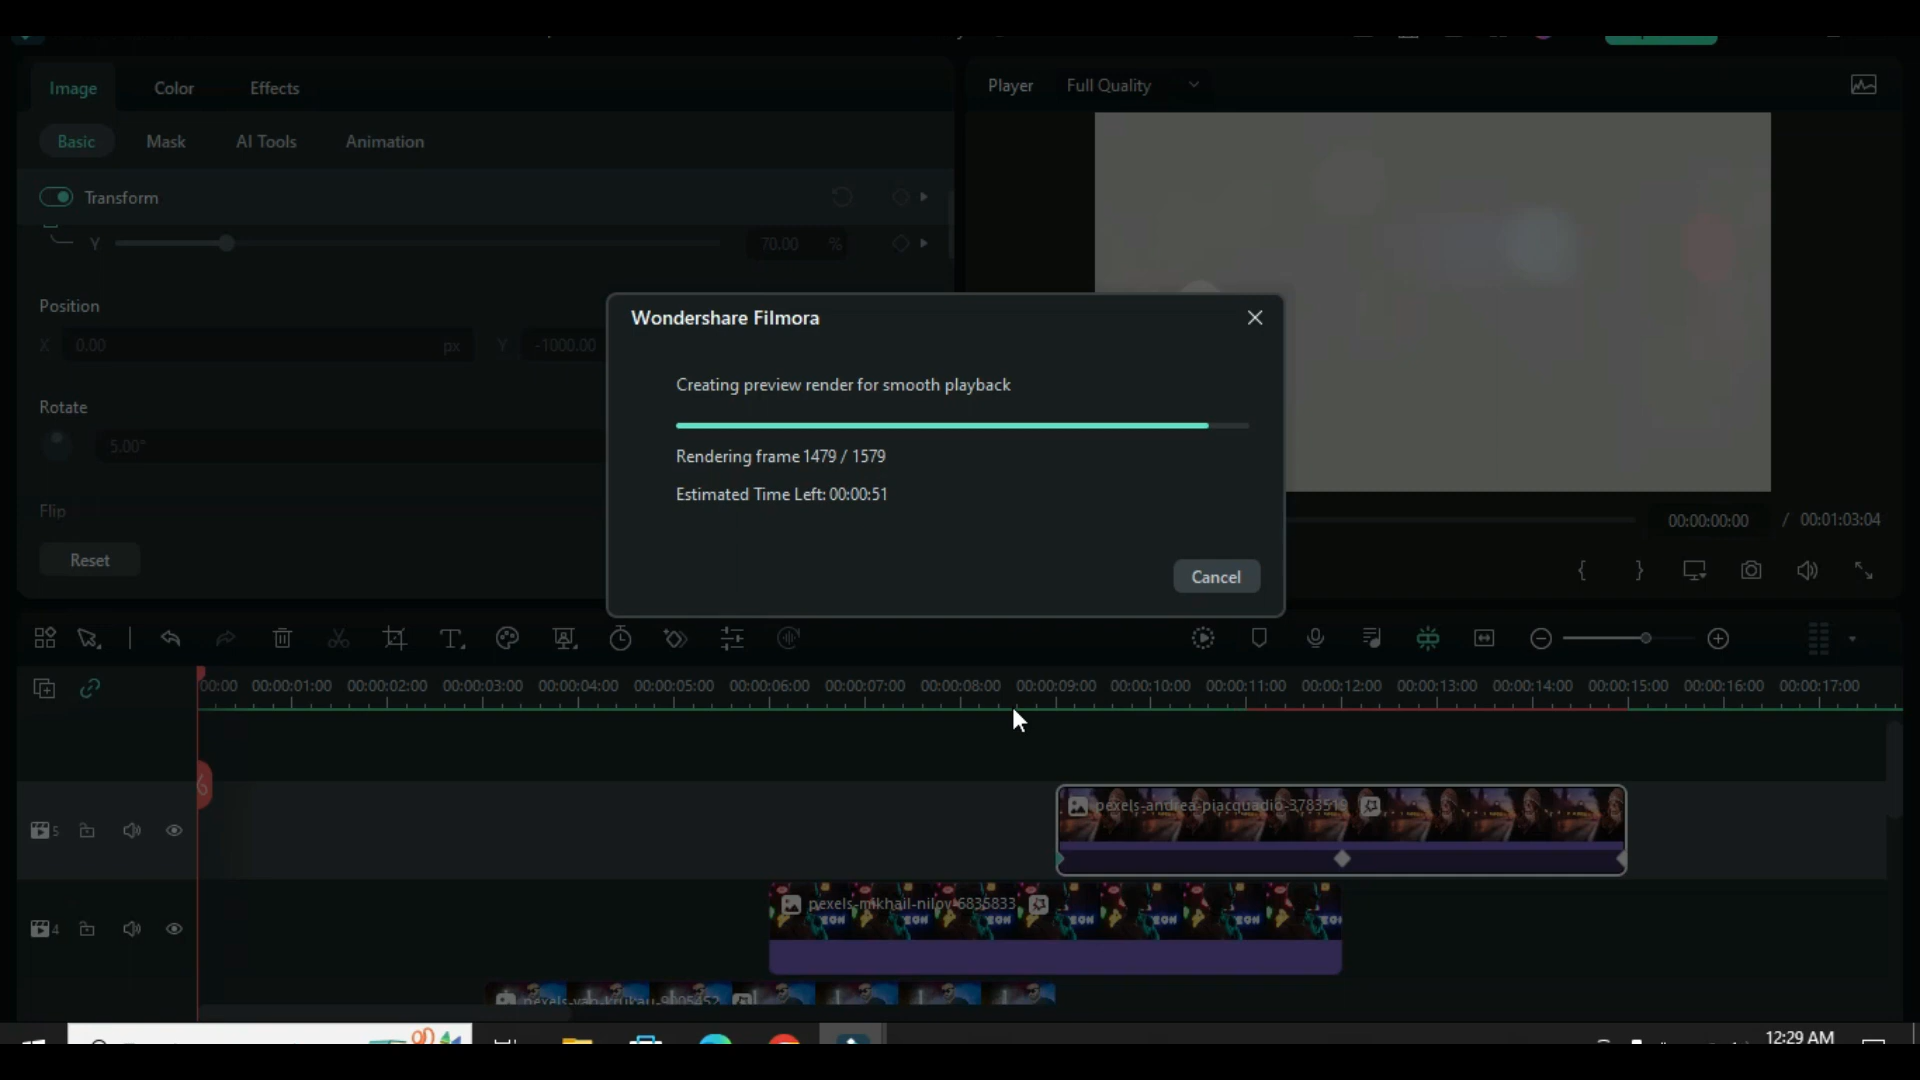 Image Color Effects
Player Full Quality
Basic Mask AI Tools Animation
Transform
Y 70.00 %
Position
X 0.00 px Y -1000.00
Rotate
5.00°
Flip
Reset
Wondershare Filmora
Creating preview render for smooth playback
Rendering frame 1479 / 1579
Estimated Time Left: 00:00:51
Cancel
00:00:00:00 / 00:01:03:04
00:00 00:00:01:00 00:00:02:00 00:00:03:00 00:00:04:00 00:00:05:00 00:00:06:00 00:00:07:00 00:00:08:00 00:00:09:00 00:00:10:00 00:00:11:00 00:00:12:00 00:00:13:00 00:00:14:00 00:00:15:00 00:00:16:00 00:00:17:00
5
pexels-andrea-piacquadio-3783519
4
pexels-mikhail-nilov-6835833
pexels-yan-krukau-9005452
12:29 AM